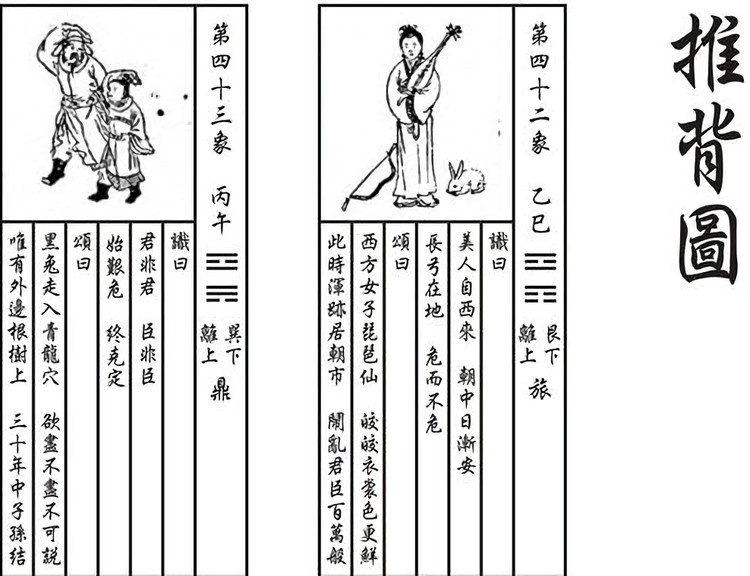 推背圖
第四十二象 乙巳
艮下
離上
旅
讖曰
美人自西來 朝中日漸安
長弓在地 危而不危
頌曰
西方女子琵琶仙 皎皎衣裳色更鮮
此時渾跡居朝市 鬧亂君臣百萬般
第四十三象 丙午
巽下
離上
鼎
讖曰
君非君 臣非臣
始艱危 終克定
頌曰
黑兔走入青龍穴 欲盡不盡不可説
唯有外邊根樹上 三十年中子孫結